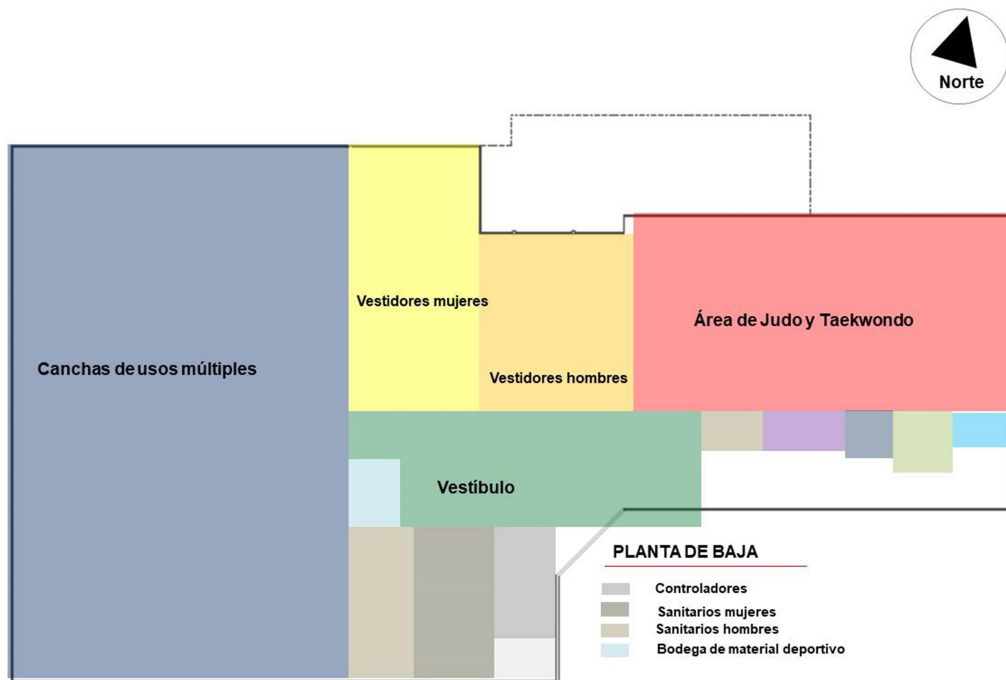 Norte
Vestidores mujeres
Área de Judo y Taekwondo
Canchas de usos múltiples
Vestidores hombres
Vestíbulo
PLANTA DE BAJA
Controladores
Sanitarios mujeres
Sanitarios hombres
Bodega de material deportivo